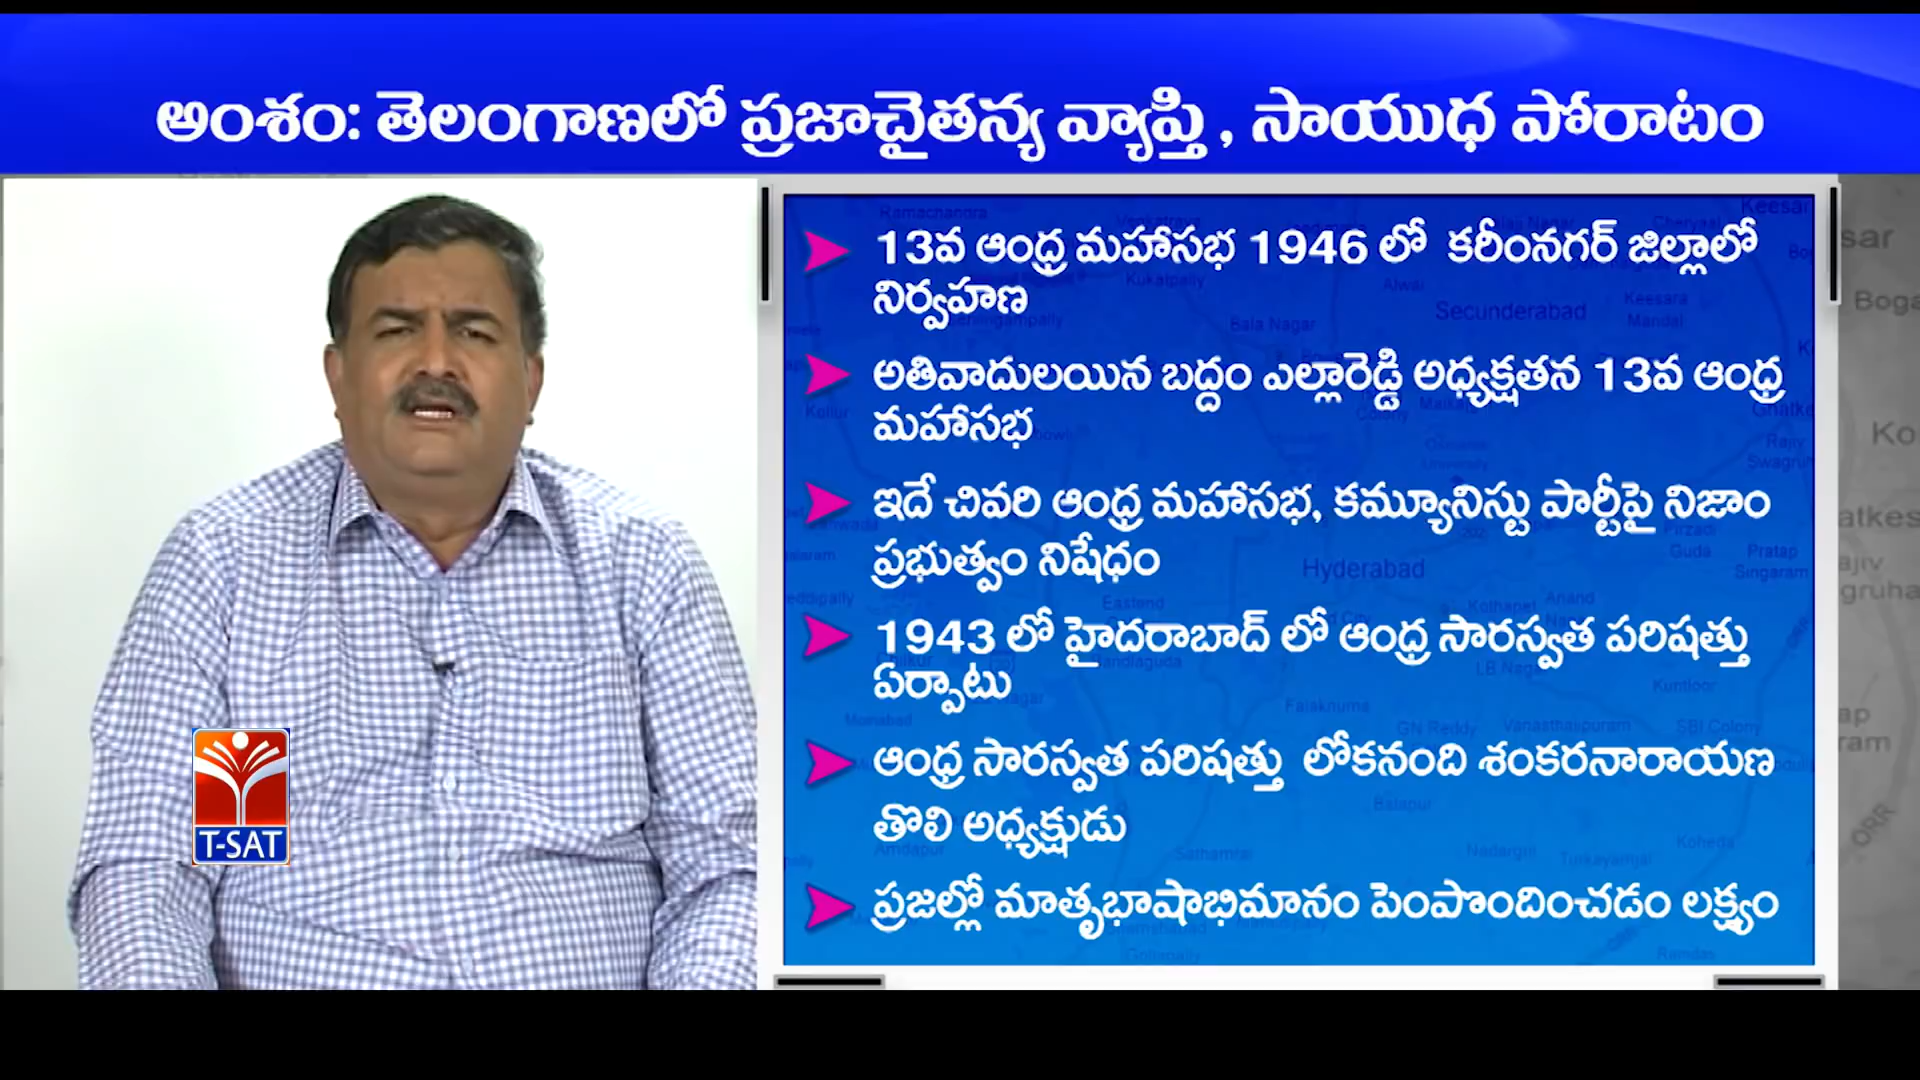 అంశం: తెలంగాణలో ప్రజాచైతన్య వ్యాప్తి, సాయుధ పోరాటం
13వ ఆంధ్ర మహాసభ 1946 లో కరీంనగర్ జిల్లాలో
నిర్వహణ
అతివాదులయిన బద్దం ఎల్లారెడ్డి అధ్యక్షతన 13వ ఆంధ్ర
మహాసభ
ఇదే చివరి ఆంధ్ర మహాసభ, కమ్యూనిస్టు పార్టీపై నిజాం
ప్రభుత్వం నిషేధం
1943 లో హైదరాబాద్ లో ఆంధ్ర సారస్వత పరిషత్తు
ఏర్పాటు
ఆంధ్ర సారస్వత పరిషత్తు లోకనంది శంకరనారాయణ
తొలి అధ్యక్షుడు
ప్రజల్లో మాతృభాషాభిమానం పెంపొందించడం లక్ష్యం
T-SAT
Secunderabad
Hyderabad